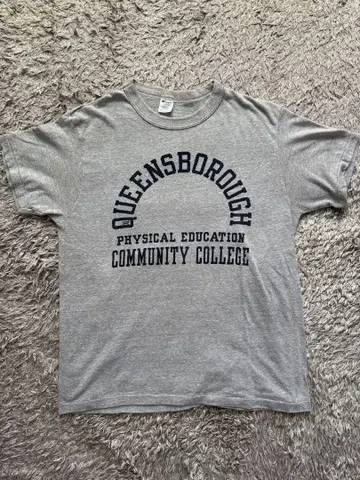 QUEENSBOROUGH
PHYSICAL EDUCATION
COMMUNITY COLLEGE